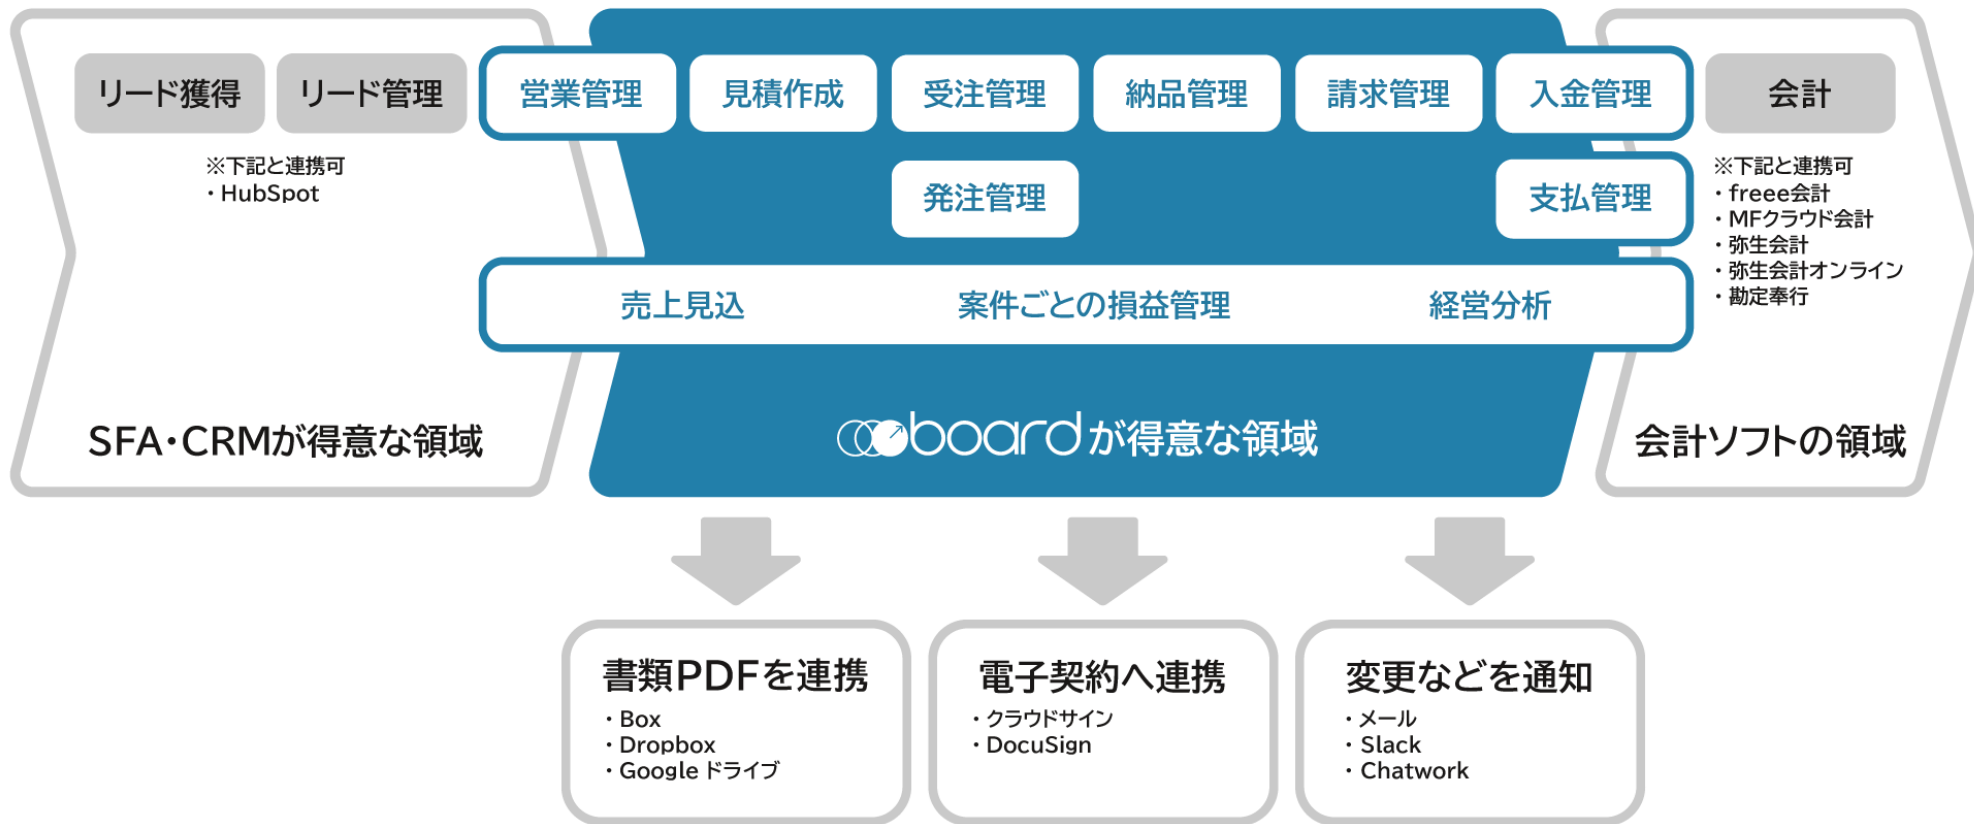 リード獲得
リード管理
営業管理
見積作成
受注管理
納品管理
請求管理
入金管理
会計
※下記と連携可
・HubSpot
発注管理
支払管理
※下記と連携可
・freee会計
・MFクラウド会計
・弥生会計
・弥生会計オンライン
・勘定奉行
売上見込
案件ごとの損益管理
経営分析
SFA・CRMが得意な領域
boardが得意な領域
会計ソフトの領域
書類PDFを連携
・Box
・Dropbox
・Google ドライブ
電子契約へ連携
・クラウドサイン
・DocuSign
変更などを通知
・メール
・Slack
・Chatwork